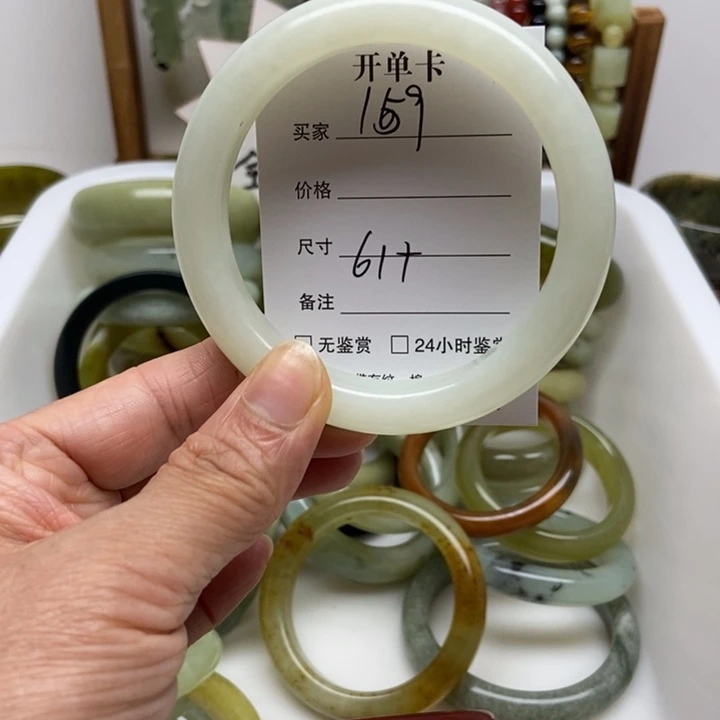 开单卡
买家 159
价格
尺寸 61+
备注
□ 无鉴赏 □ 24小时鉴赏